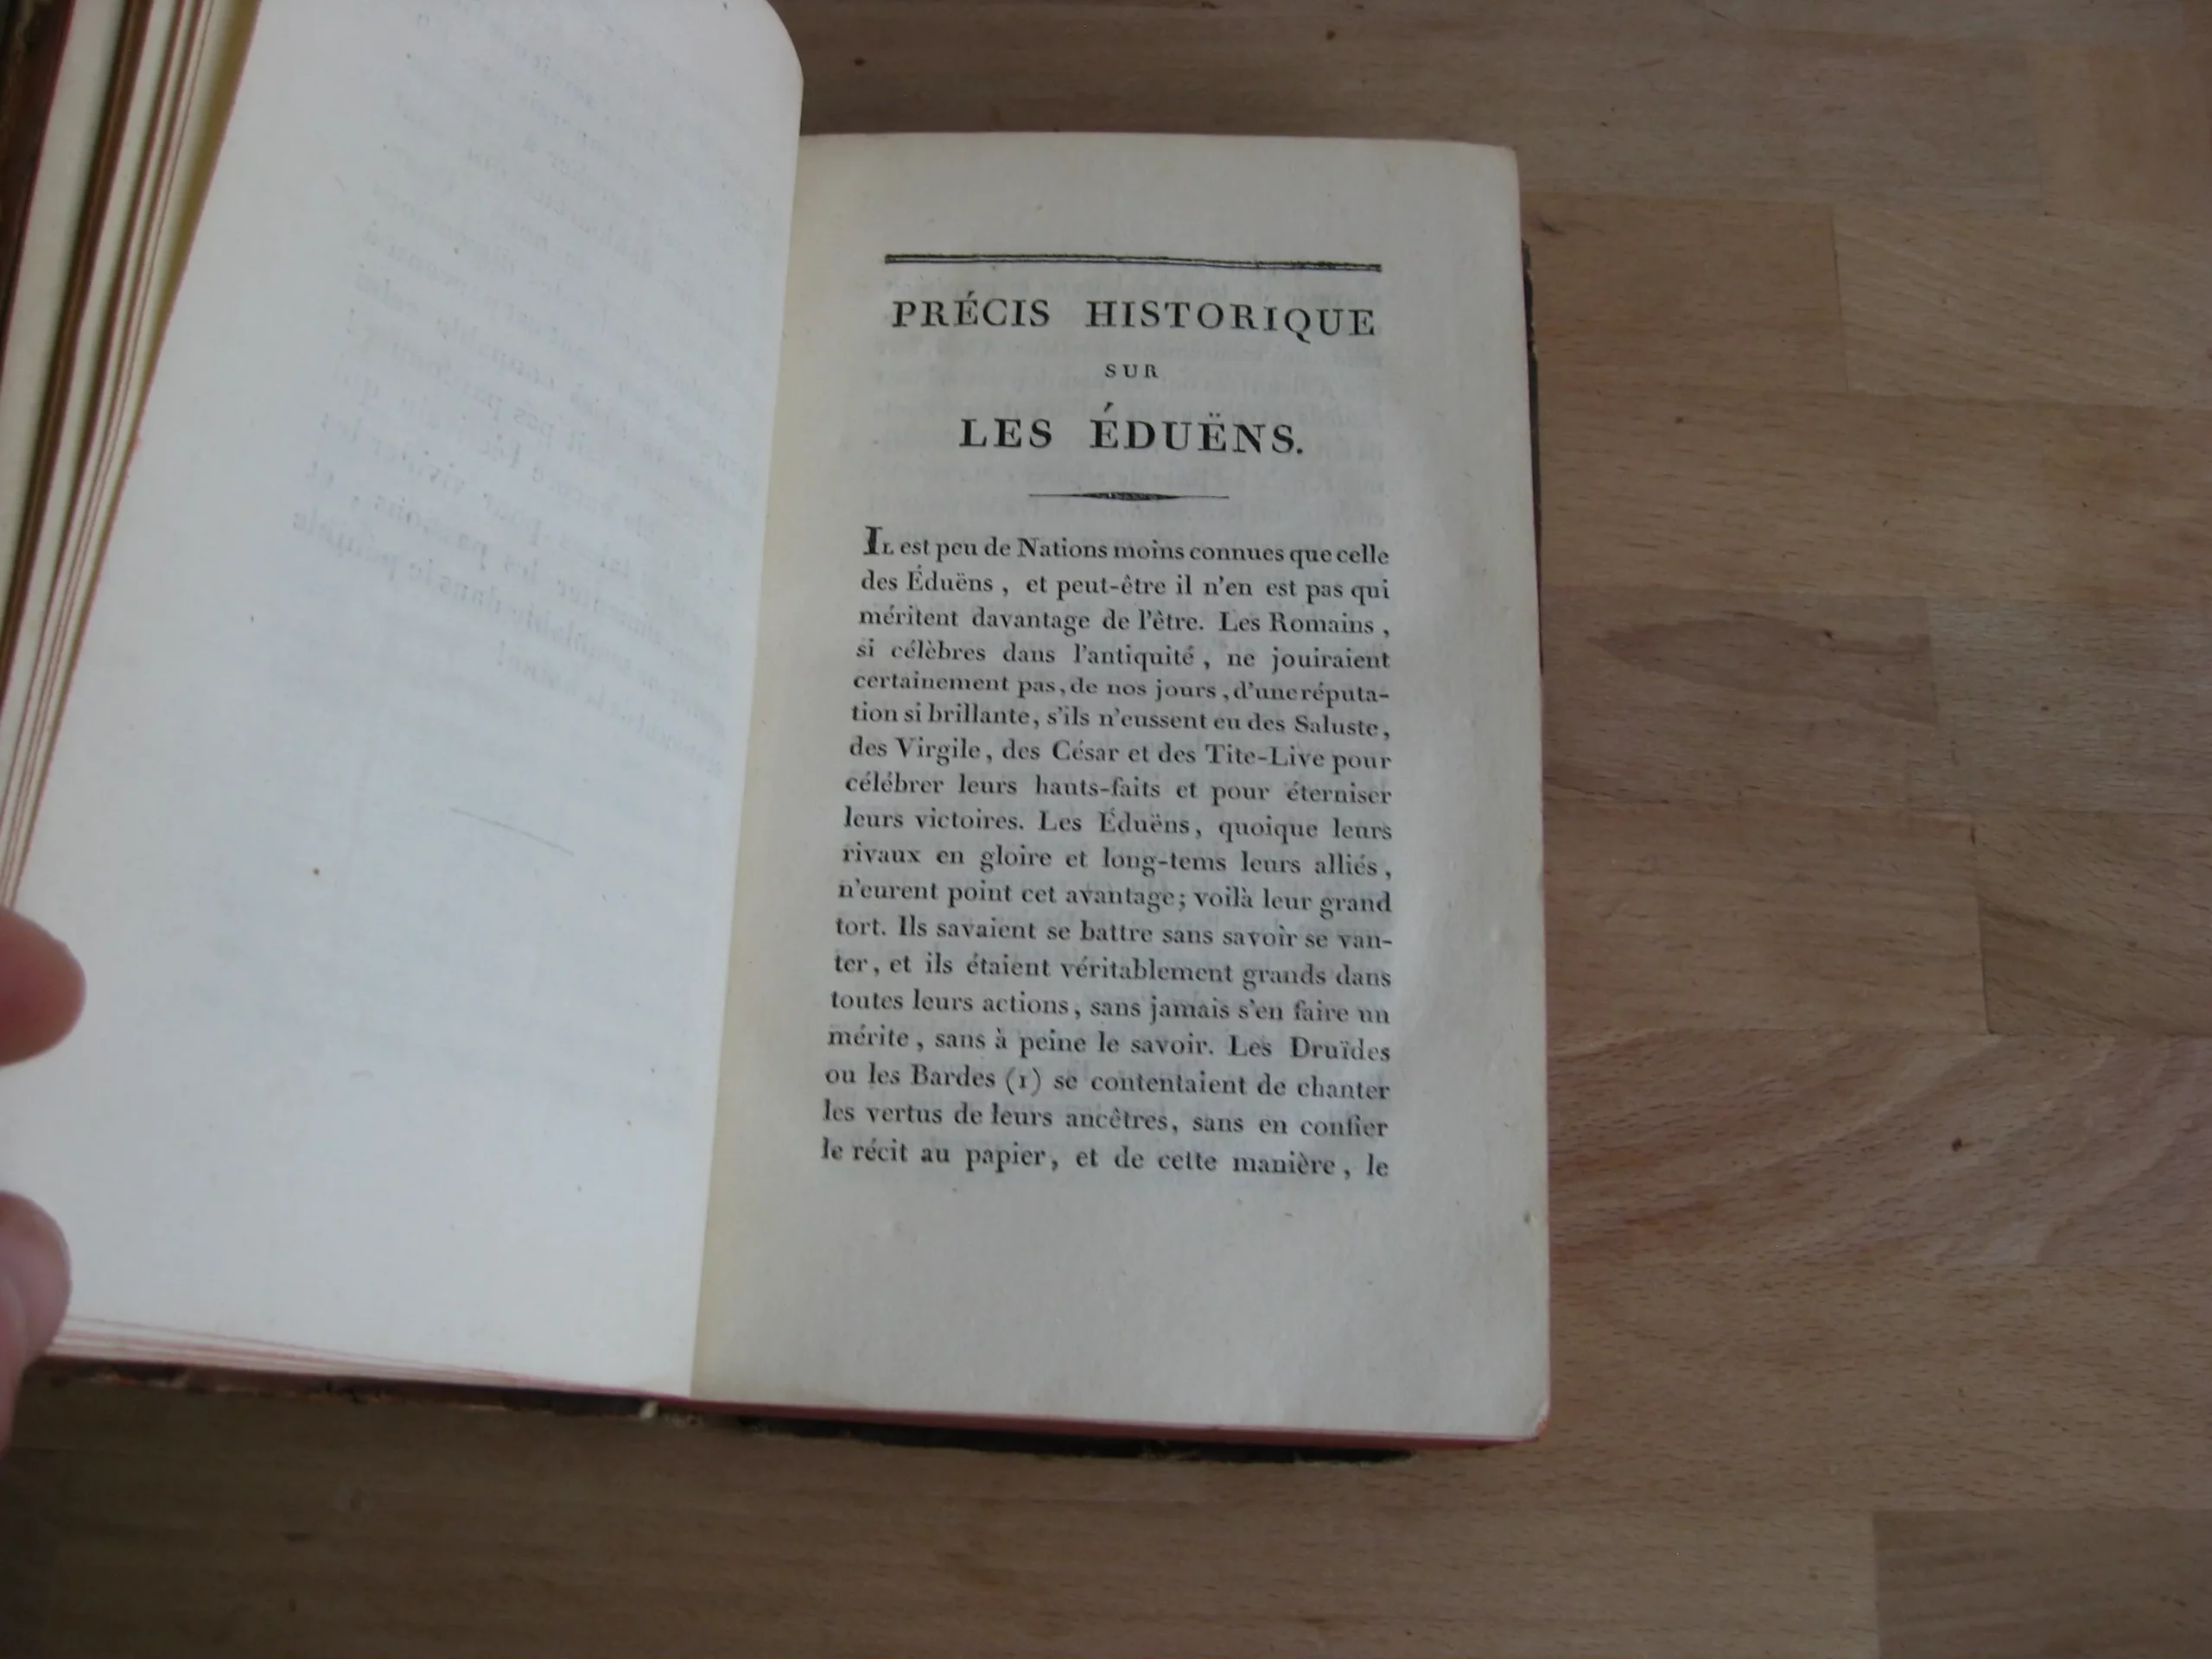 PRÉCIS HISTORIQUE
SUR
LES ÉDUËNS.
IL est peu de Nations moins connues que celle
des Éduëns, et peut-être il n'en est pas qui
méritent davantage de l'être. Les Romains,
si célèbres dans l'antiquité, ne jouiraient
certainement pas, de nos jours, d'une réputa-
tion si brillante, s'ils n'eussent eu des Saluste,
des Virgile, des César et des Tite-Live pour
célébrer leurs hauts-faits et pour éterniser
leurs victoires. Les Éduëns, quoique leurs
rivaux en gloire et long-tems leurs alliés,
n'eurent point cet avantage; voilà leur grand
tort. Ils savaient se battre sans savoir se van-
ter, et ils étaient véritablement grands dans
toutes leurs actions, sans jamais s'en faire un
mérite, sans à peine le savoir. Les Druïdes
ou les Bardes (1) se contentaient de chanter
les vertus de leurs ancêtres, sans en confier
le récit au papier, et de cette manière, le